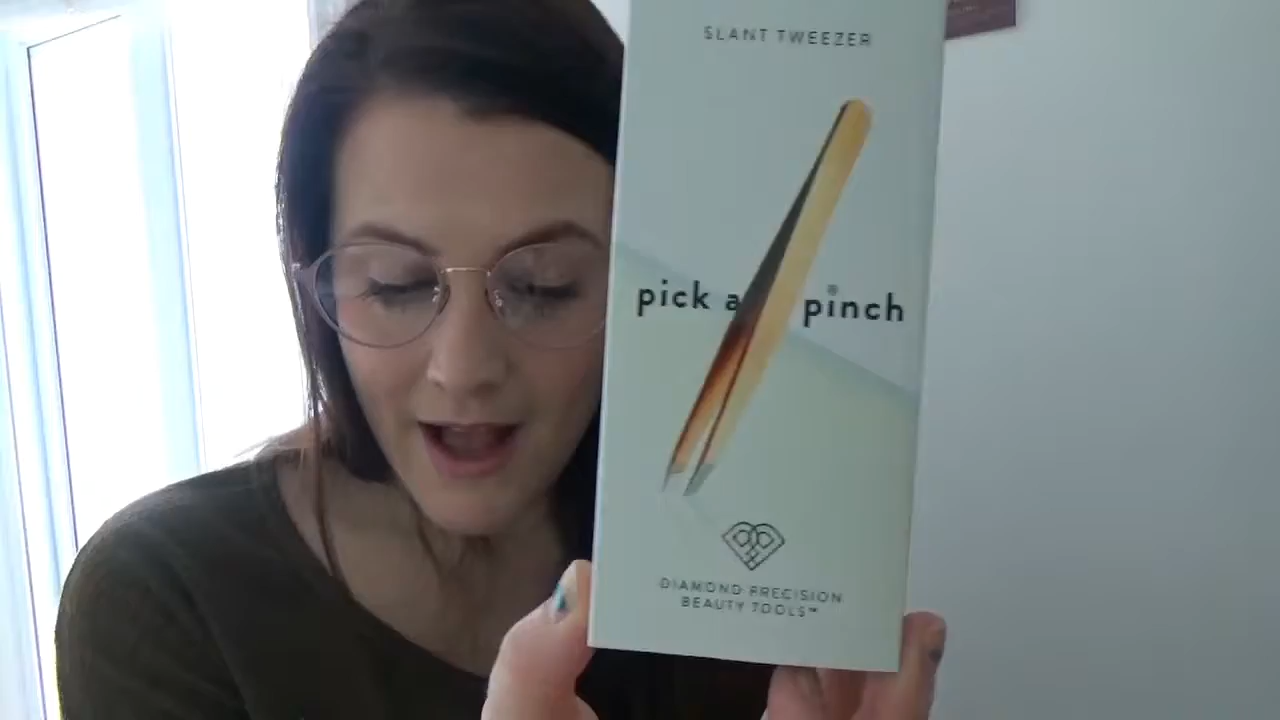 SLANT TWEEZER
pick a pinch®
DIAMOND PRECISION
BEAUTY TOOLS™